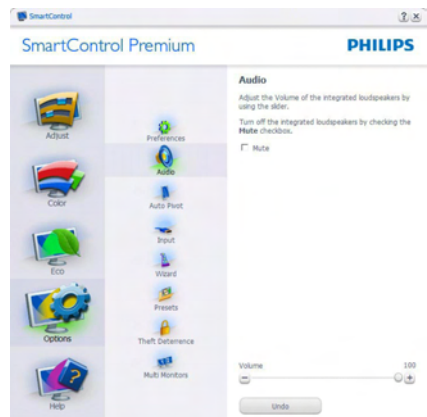 SmartControl
SmartControl Premium
PHILIPS
Adjust
Color
Eco
Options
Help
Preferences
Audio
Auto Pivot
Input
Wizard
Presets
Theft Deterrence
Multi Monitors
Audio
Adjust the Volume of the integrated loudspeakers by
using the slider.
Turn off the integrated loudspeakers by checking the
Mute checkbox.
Mute
Volume 100
Undo